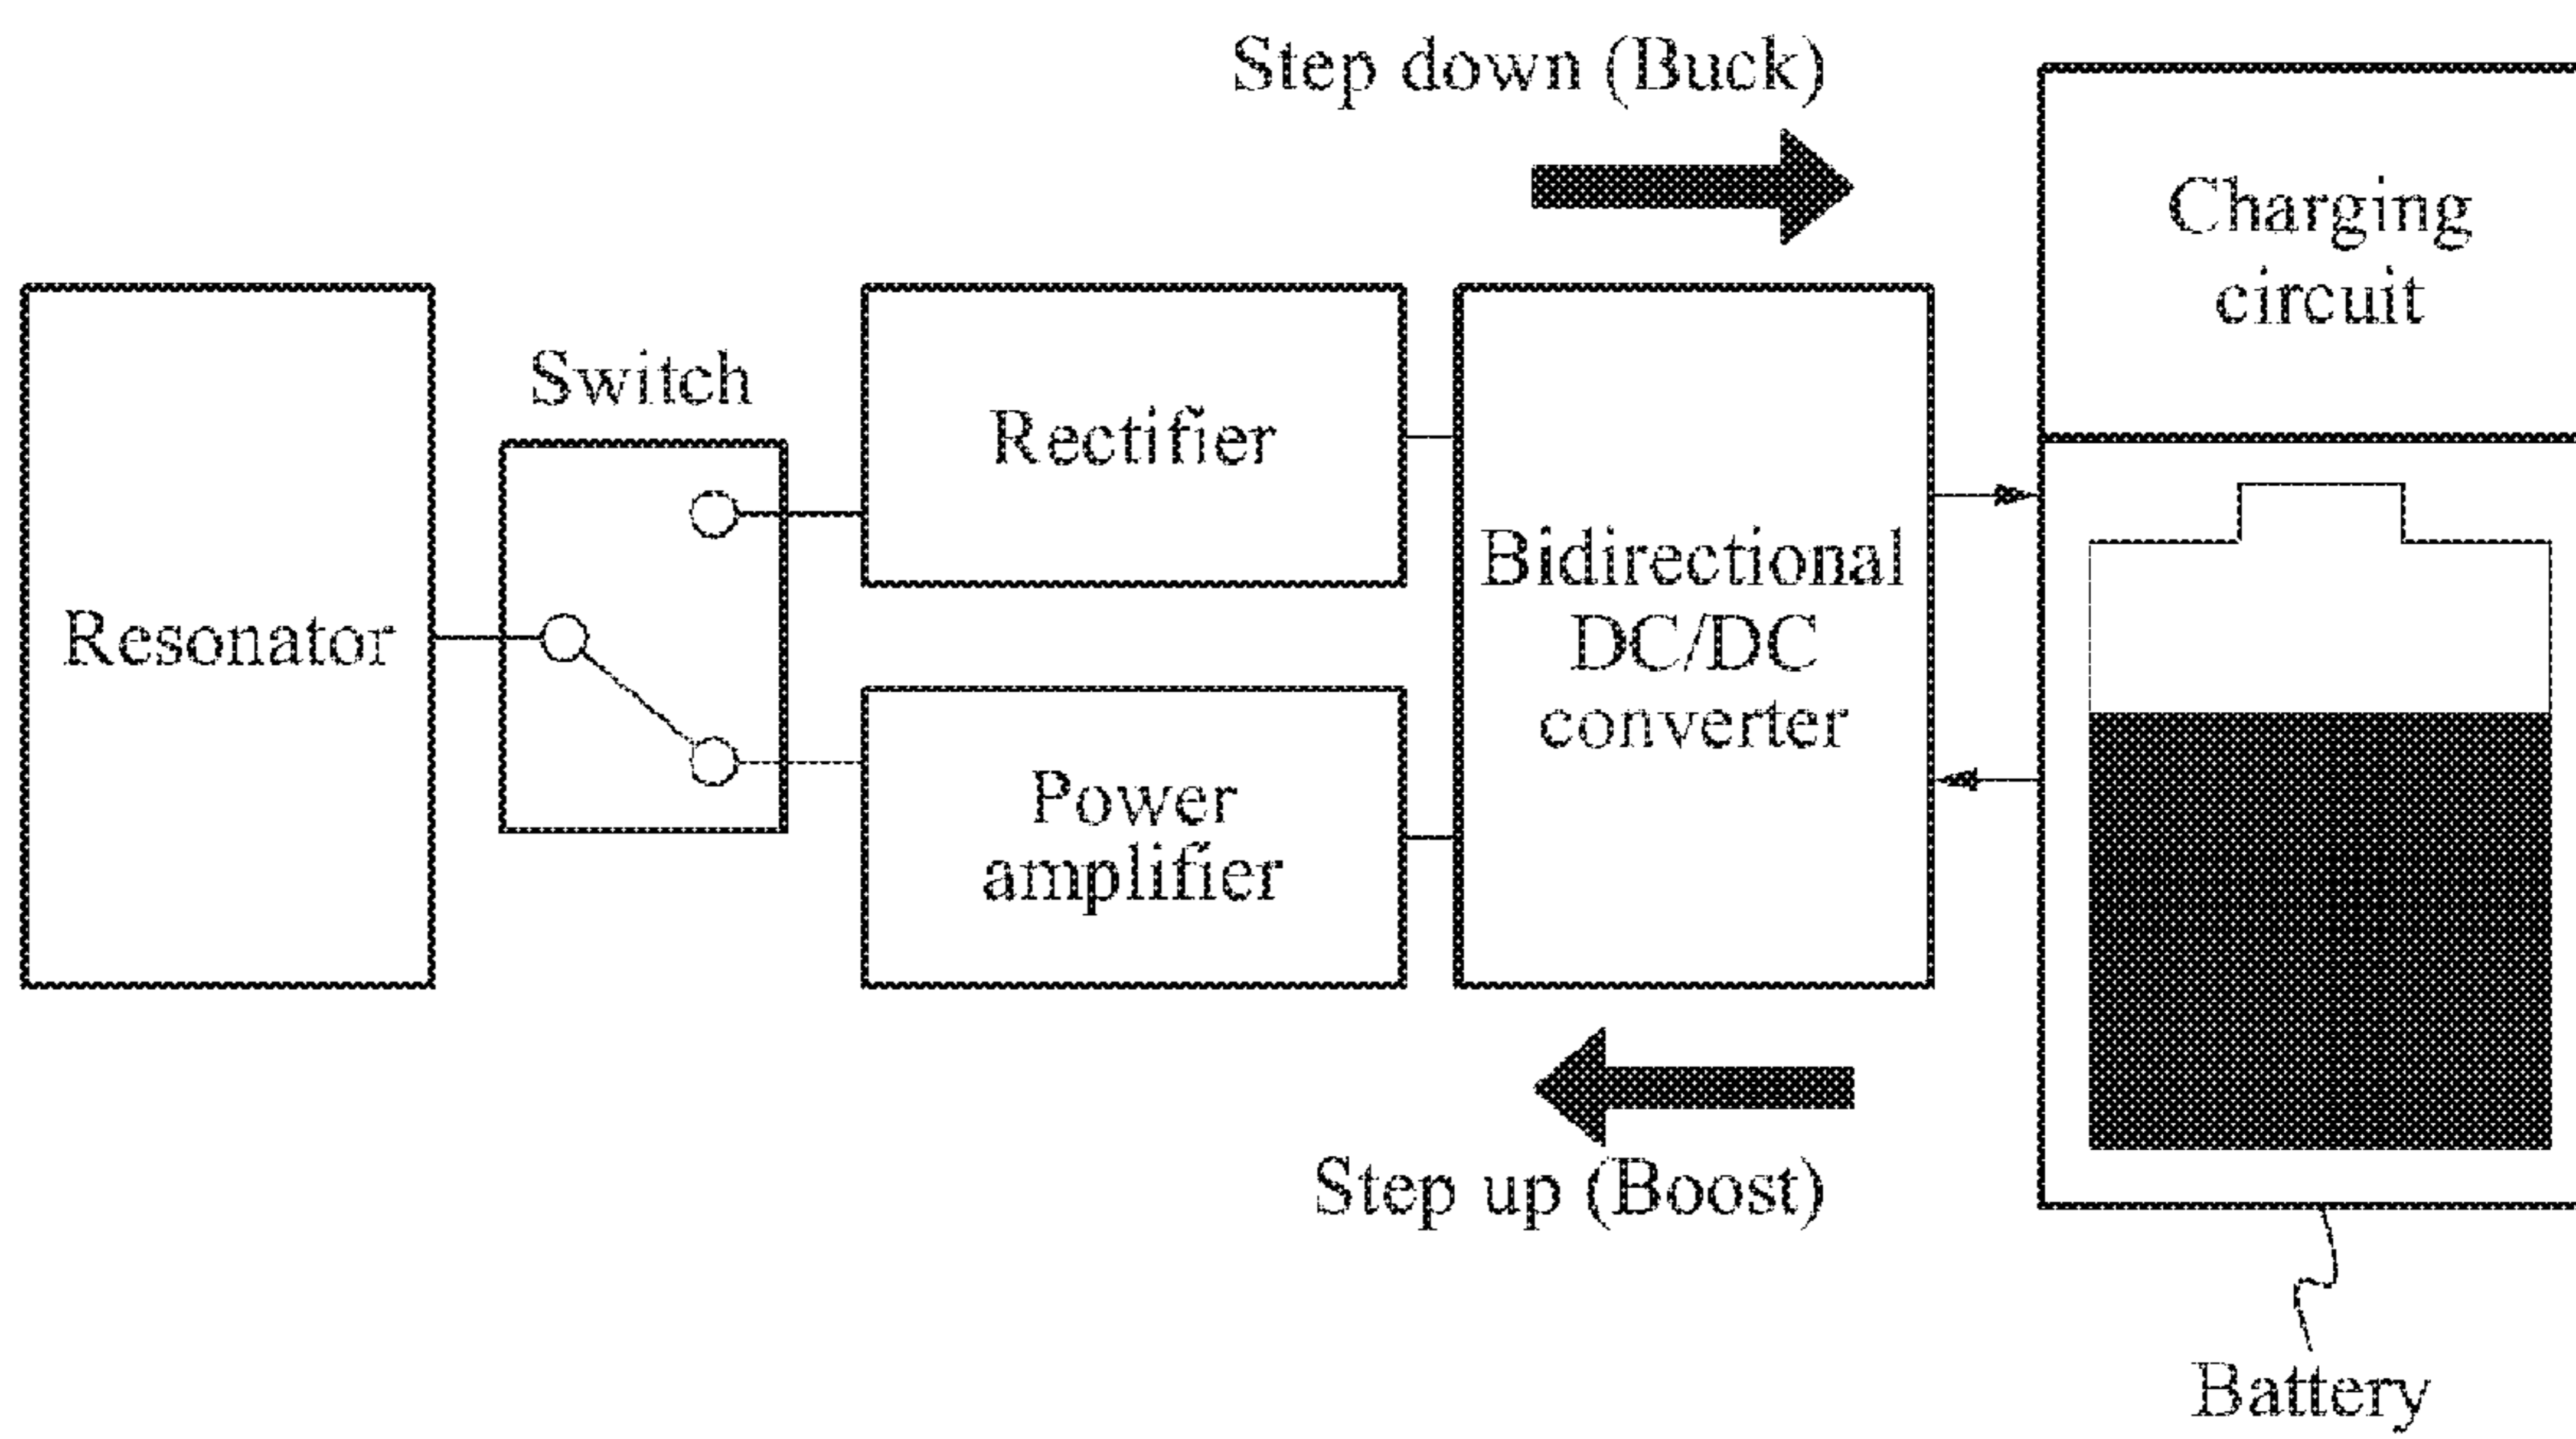 Step down (Buck)
Charging
circuit
Switch
Rectifier
Resonator
Bidirectional
DC/DC
converter
Power
amplifier
Step up (Boost)
Battery